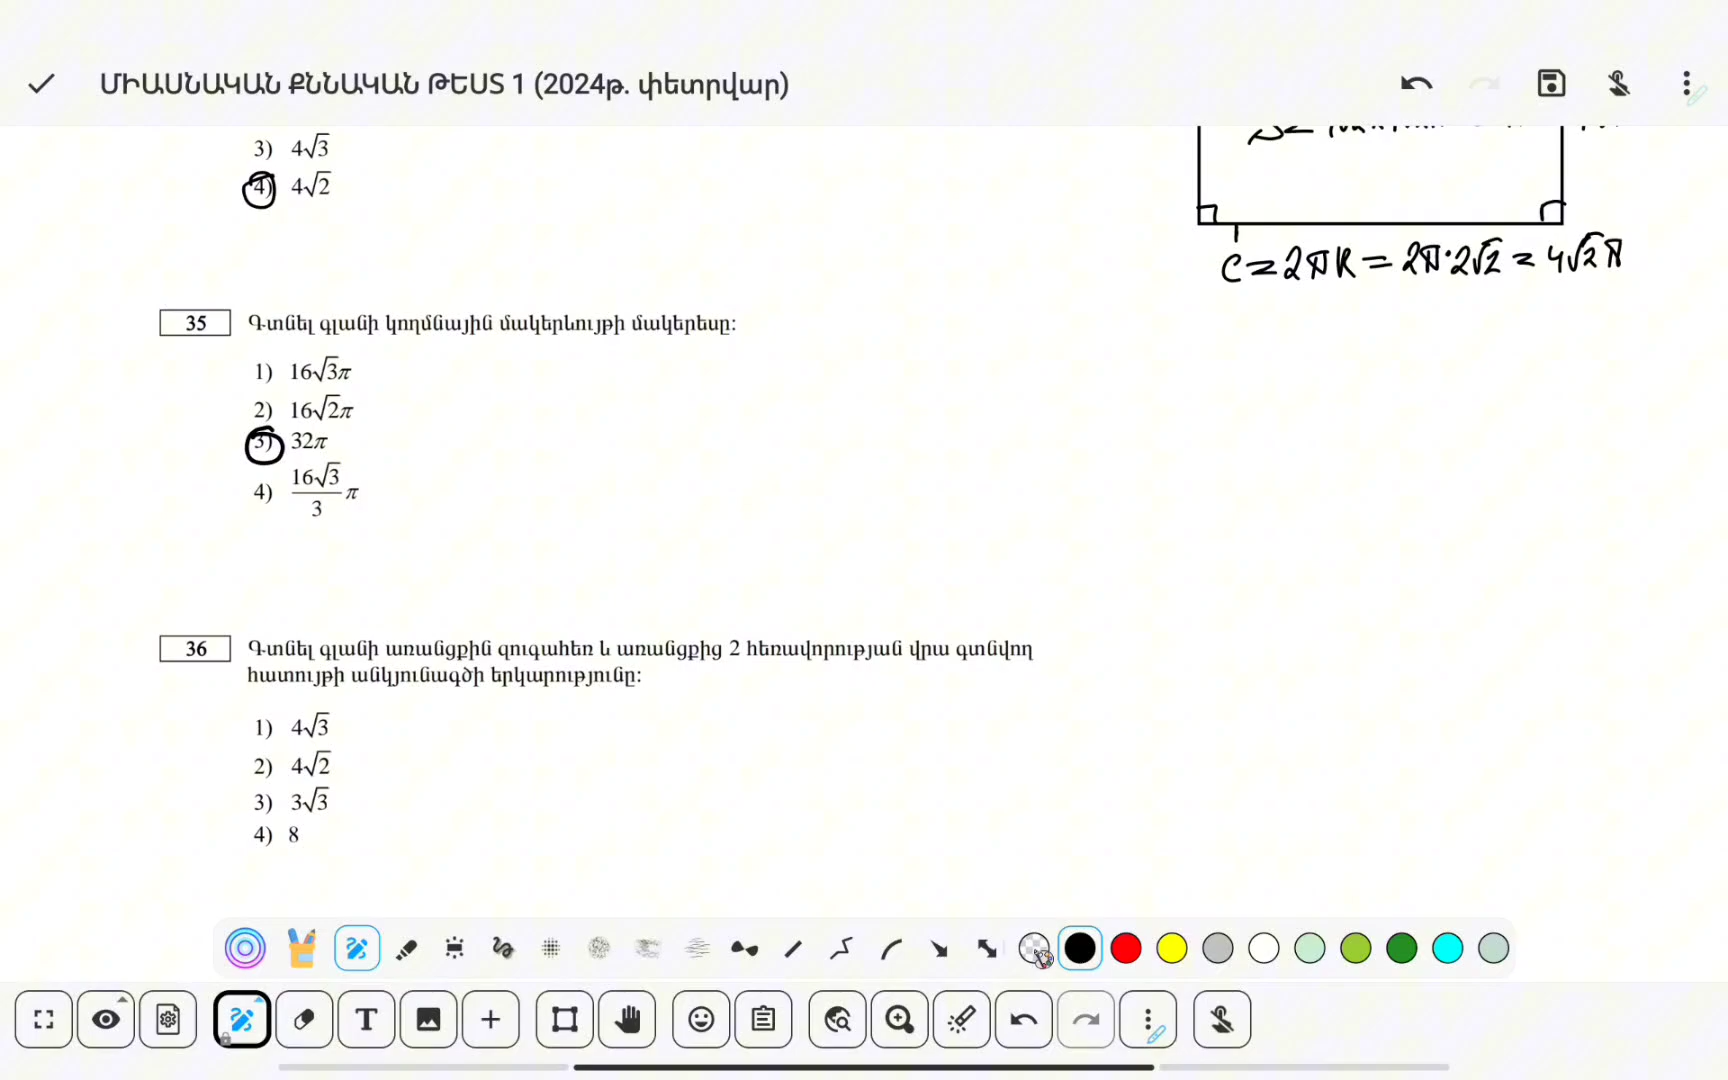 ՄԻԱՍՆԱԿԱՆ ՔՆՆԱԿԱՆ ԹԵՍՏ 1 (2024թ. փետրվար)
3) 4√3
4) 4√2
C = 2πR = 2π·2√2 = 4√2π
35 Գտնել գլանի կողմնային մակերևույթի մակերեսը:
1) 16√3π
2) 16√2π
3) 32π
4) 16√3/3 π
36 Գտնել գլանի առանցքին զուգահեռ և առանցքից 2 հեռավորության վրա գտնվող
հատույթի անկյունագծի երկարությունը:
1) 4√3
2) 4√2
3) 3√3
4) 8
T